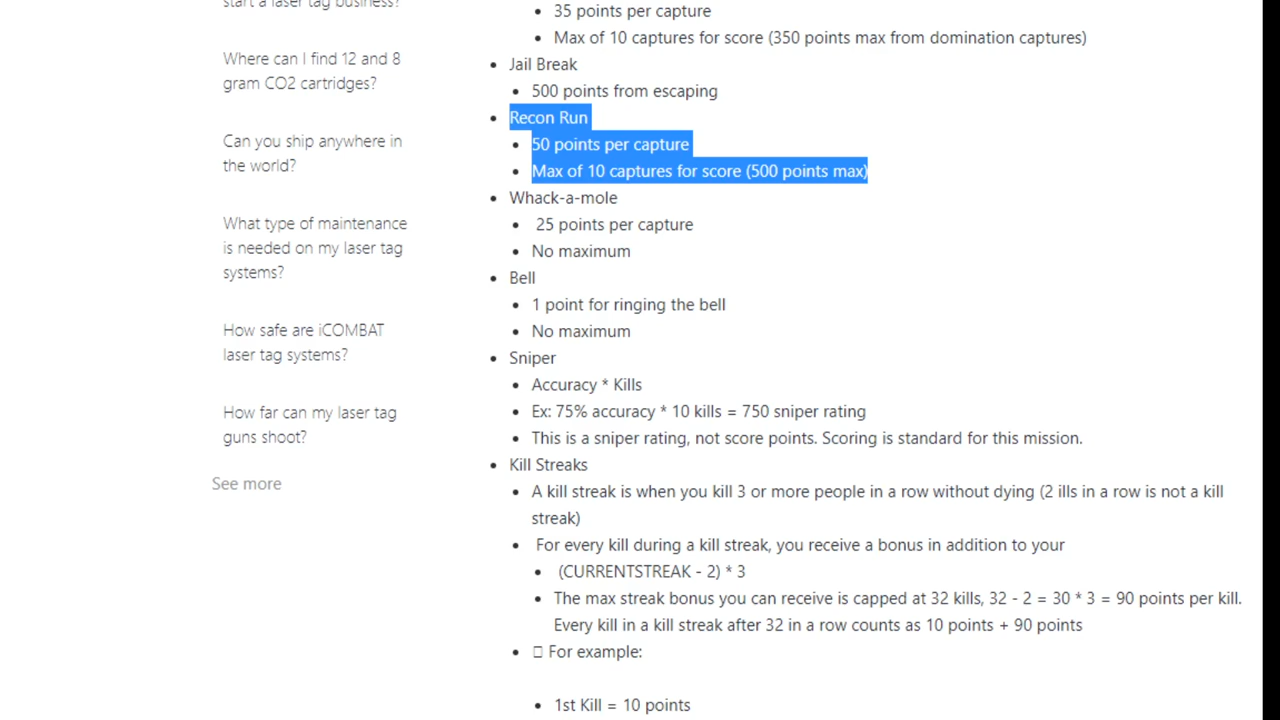 start a laser tag business?
Where can I find 12 and 8
gram CO2 cartridges?
Can you ship anywhere in
the world?
What type of maintenance
is needed on my laser tag
systems?
How safe are iCOMBAT
laser tag systems?
How far can my laser tag
guns shoot?
See more
35 points per capture
Max of 10 captures for score (350 points max from domination captures)
Jail Break
500 points from escaping
Recon Run
50 points per capture
Max of 10 captures for score (500 points max)
Whack-a-mole
25 points per capture
No maximum
Bell
1 point for ringing the bell
No maximum
Sniper
Accuracy * Kills
Ex: 75% accuracy * 10 kills = 750 sniper rating
This is a sniper rating, not score points. Scoring is standard for this mission.
Kill Streaks
A kill streak is when you kill 3 or more people in a row without dying (2 ills in a row is not a kill
streak)
For every kill during a kill streak, you receive a bonus in addition to your
(CURRENTSTREAK - 2) * 3
The max streak bonus you can receive is capped at 32 kills, 32 - 2 = 30 * 3 = 90 points per kill.
Every kill in a kill streak after 32 in a row counts as 10 points + 90 points
For example:
1st Kill = 10 points